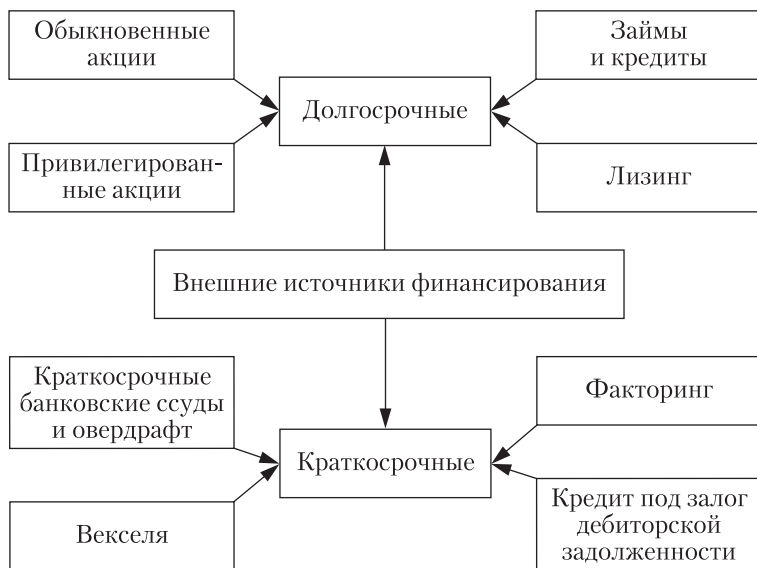 Обыкновенные
акции
Займы
и кредиты
Долгосрочные
Привилегирован-
ные акции
Лизинг
Внешние источники финансирования
Краткосрочные
банковские ссуды
и овердрафт
Факторинг
Краткосрочные
Векселя
Кредит под залог
дебиторской
задолженности